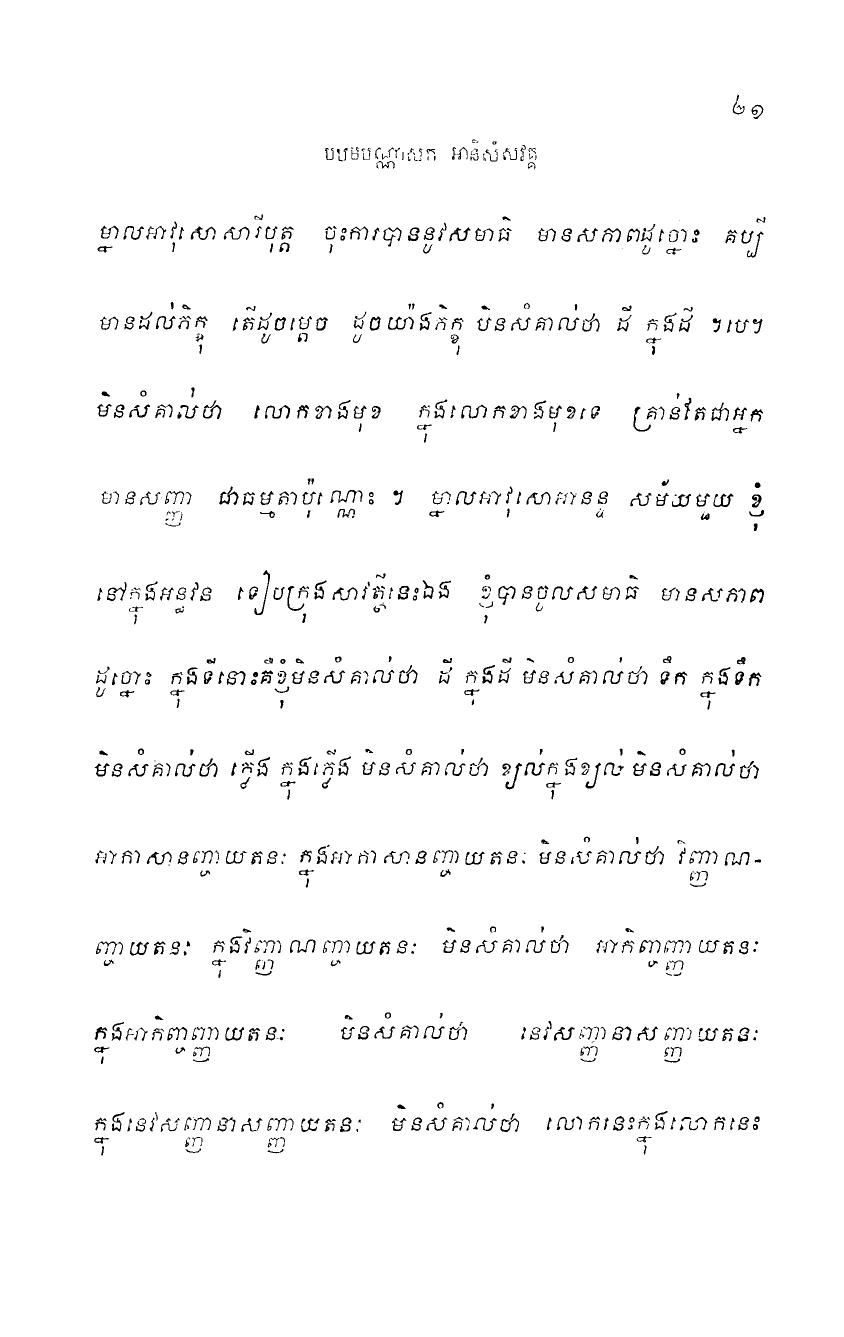 ២១
បឋមបណ្ណាសក អានិសំសវគ្គ
ម្នាលអាវុសោសារីបុត្ត ចុះការបាននូវសមាធិ មានសភាពដូច្នោះ គប្បី
មានដល់ភិក្ខុ តើដូចម្តេច ដូចយ៉ាងភិក្ខុ មិនសំគាល់ថា ដី ក្នុងដី ។បេ។
មិនសំគាល់ថា លោកខាងមុខ ក្នុងលោកខាងមុខទេ គ្រាន់តែជាអ្នក
មានសញ្ញា ជាធម្មតាប៉ុណ្ណោះ ។ ម្នាលអាវុសោអានន្ទ សម័យមួយ ខ្ញុំ
នៅក្នុងអន្ធវន ទៀបក្រុងសាវត្ថីនេះឯង ខ្ញុំបានចូលសមាធិ មានសភាព
ដូច្នោះ ក្នុងទីនោះគឺខ្ញុំមិនសំគាល់ថា ដី ក្នុងដី មិនសំគាល់ថា ទឹក ក្នុងទឹក
មិនសំគាល់ថា ភ្លើង ក្នុងភ្លើង មិនសំគាល់ថា ខ្យល់ក្នុងខ្យល់ មិនសំគាល់ថា
អាកាសានញ្ចាយតនៈ ក្នុងអាកាសានញ្ចាយតនៈ មិនសំគាល់ថា វិញ្ញាណ-
ញ្ចាយតនៈ ក្នុងវិញ្ញាណញ្ចាយតនៈ មិនសំគាល់ថា អាកិញ្ចញ្ញាយតនៈ
ក្នុងអាកិញ្ចញ្ញាយតនៈ មិនសំគាល់ថា នេវសញ្ញានាសញ្ញាយតនៈ
ក្នុងនេវសញ្ញានាសញ្ញាយតនៈ មិនសំគាល់ថា លោកនេះក្នុងលោកនេះ